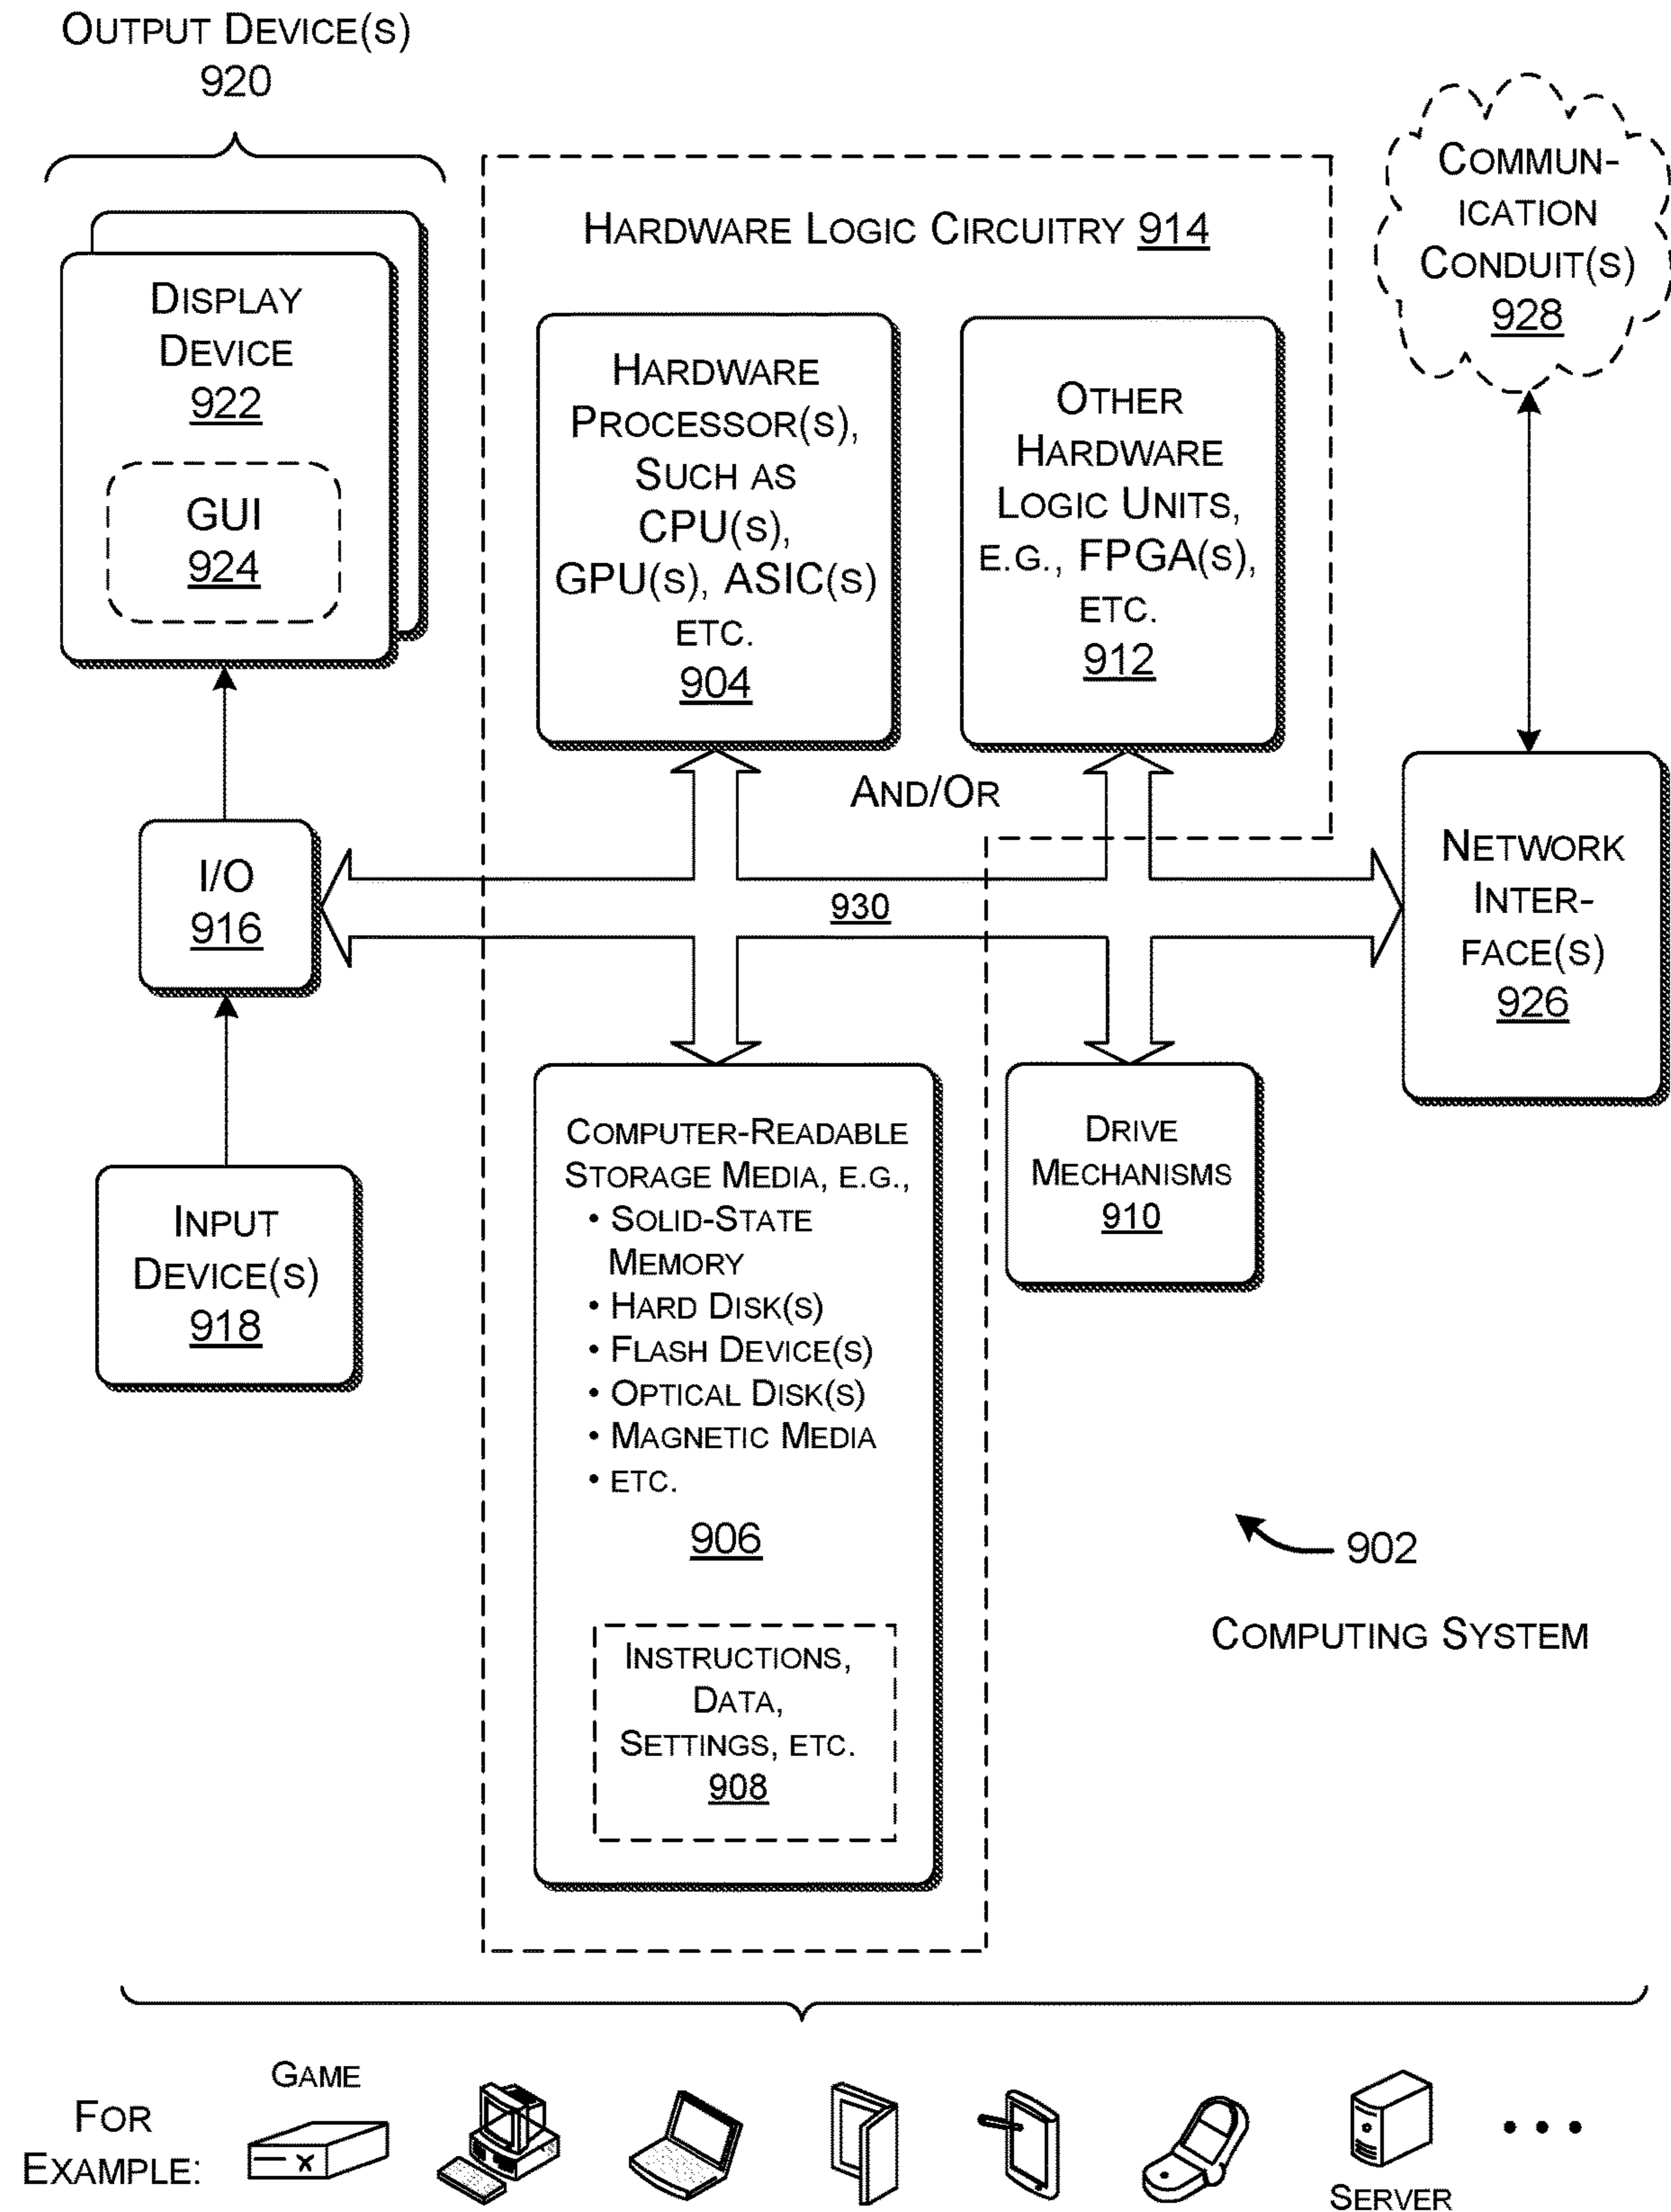 OUTPUT DEVICE(S)
920
DISPLAY
DEVICE
922
GUI
924
HARDWARE LOGIC CIRCUITRY 914
HARDWARE
PROCESSOR(S),
SUCH AS
CPU(S),
GPU(S), ASIC(S)
ETC.
904
OTHER
HARDWARE
LOGIC UNITS,
E.G., FPGA(S),
ETC.
912
COMMUN-
ICATION
CONDUIT(S)
928
AND/OR
I/O
916
930
NETWORK
INTER-
FACE(S)
926
INPUT
DEVICE(S)
918
COMPUTER-READABLE
STORAGE MEDIA, E.G.,
• SOLID-STATE
MEMORY
• HARD DISK(S)
• FLASH DEVICE(S)
• OPTICAL DISK(S)
• MAGNETIC MEDIA
• ETC.
906
INSTRUCTIONS,
DATA,
SETTINGS, ETC.
908
DRIVE
MECHANISMS
910
902
COMPUTING SYSTEM
FOR
EXAMPLE:
GAME
X
SERVER
• • •